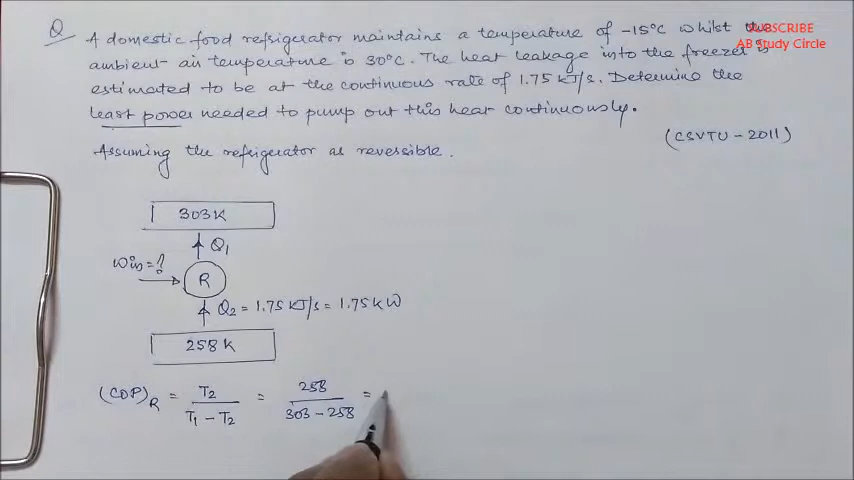 Q A domestic food refrigerator maintains a temperature of -15°C whilst the
ambient air temperature is 30°C. The heat leakage into the freezer is
estimated to be at the continuous rate of 1.75 kJ/s. Determine the
least power needed to pump out this heat continuously.
(CSVTU - 2011)
Assuming the refrigerator as reversible.
SUBSCRIBE
AB Study Circle
303K
Q1
Win = ?
R
Q2 = 1.75 kJ/s = 1.75 kW
258 K
(COP)R = T2 / (T1 - T2) = 258 / (303 - 258) =